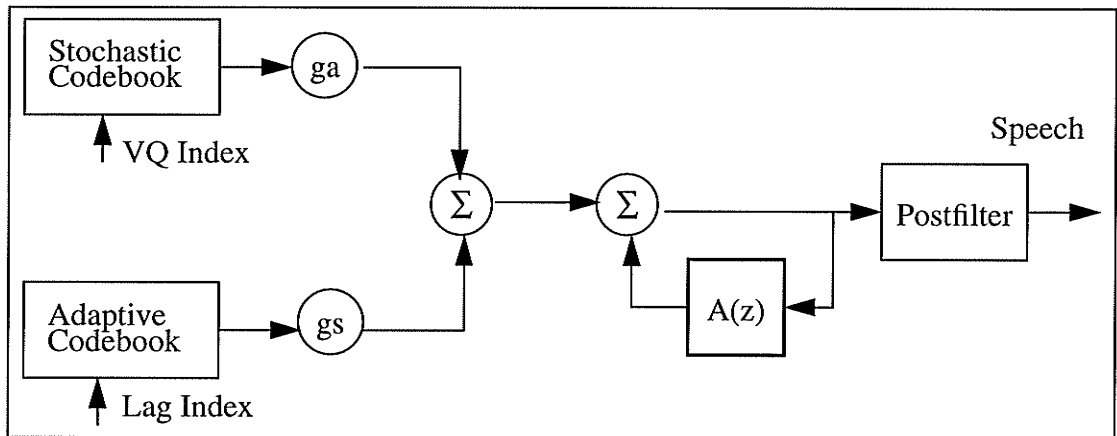 Stochastic
Codebook
ga
VQ Index
Σ
Σ
Speech
Postfilter
A(z)
Adaptive
Codebook
gs
Lag Index